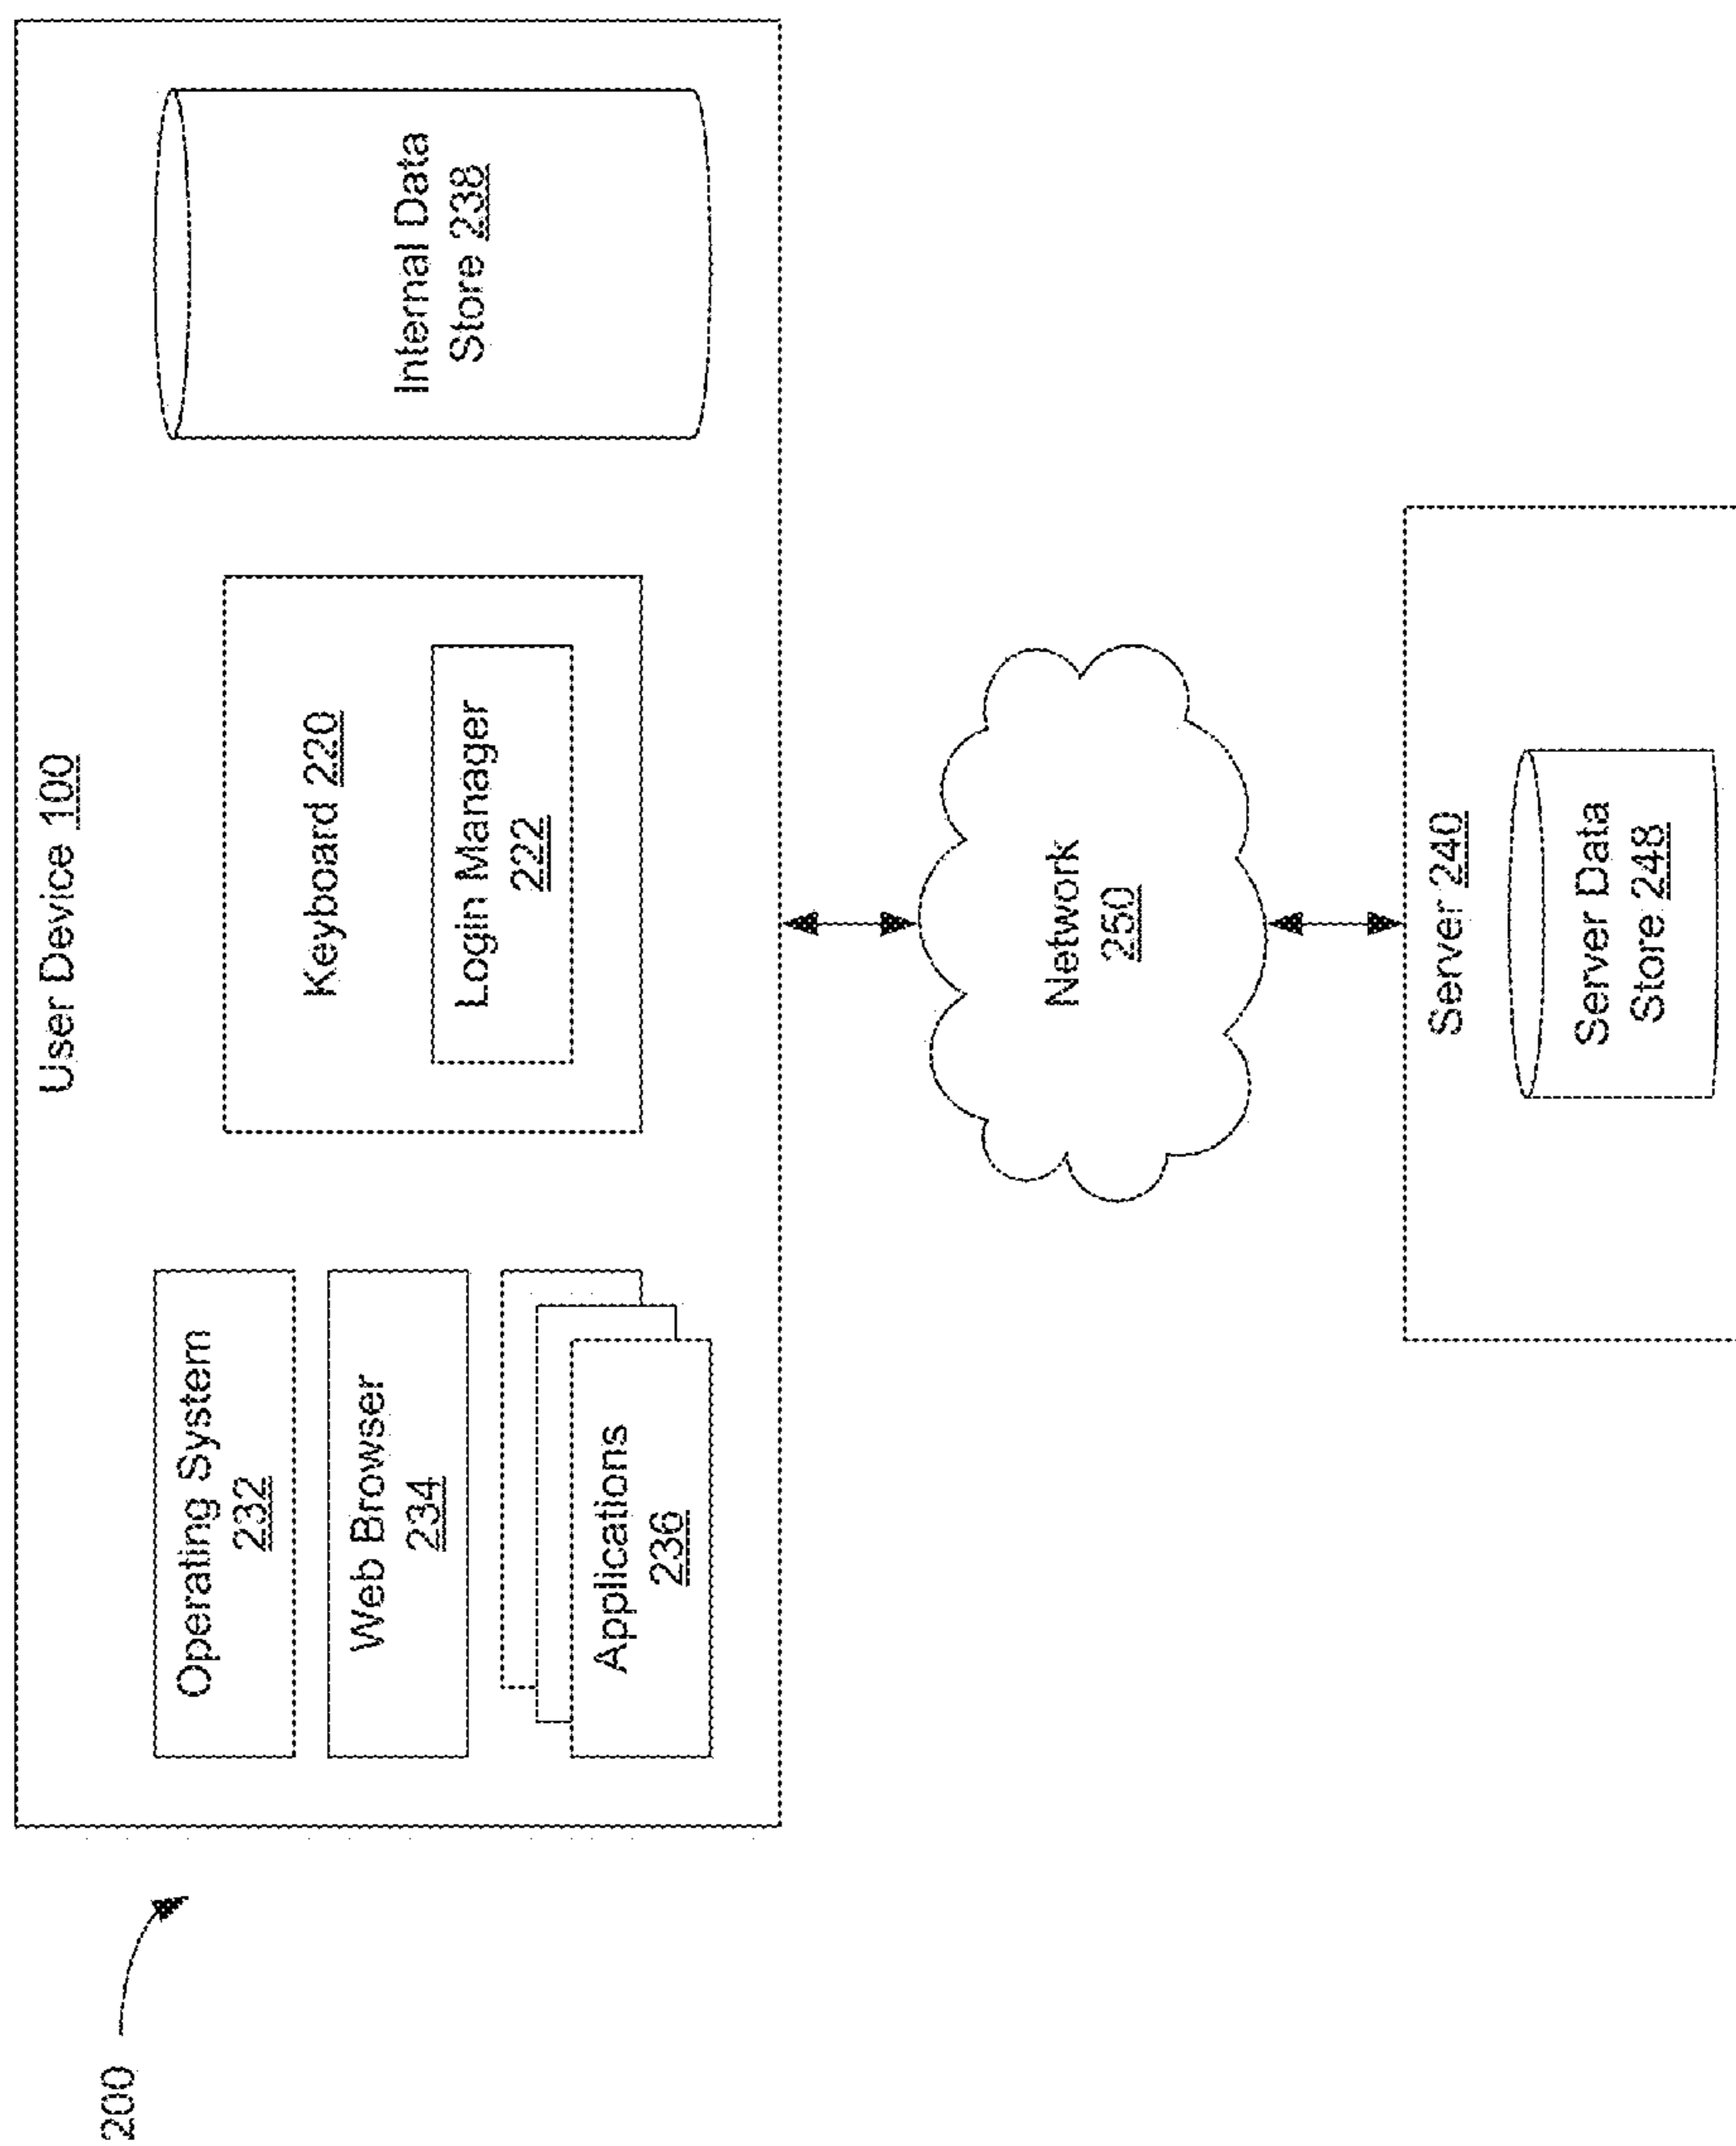 200
User Device 100
Operating System
232
Web Browser
234
Applications
236
Keyboard 220
Login Manager
222
Internal Data
Store 238
Network
250
Server 240
Server Data
Store 248